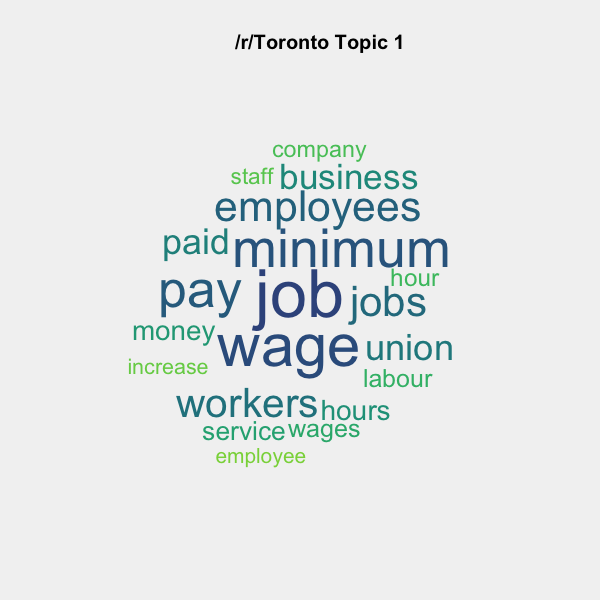 /r/Toronto Topic 1
company
staff business
employees
paid minimum
hour
pay job jobs
money wage union
increase labour
workers hours
service wages
employee